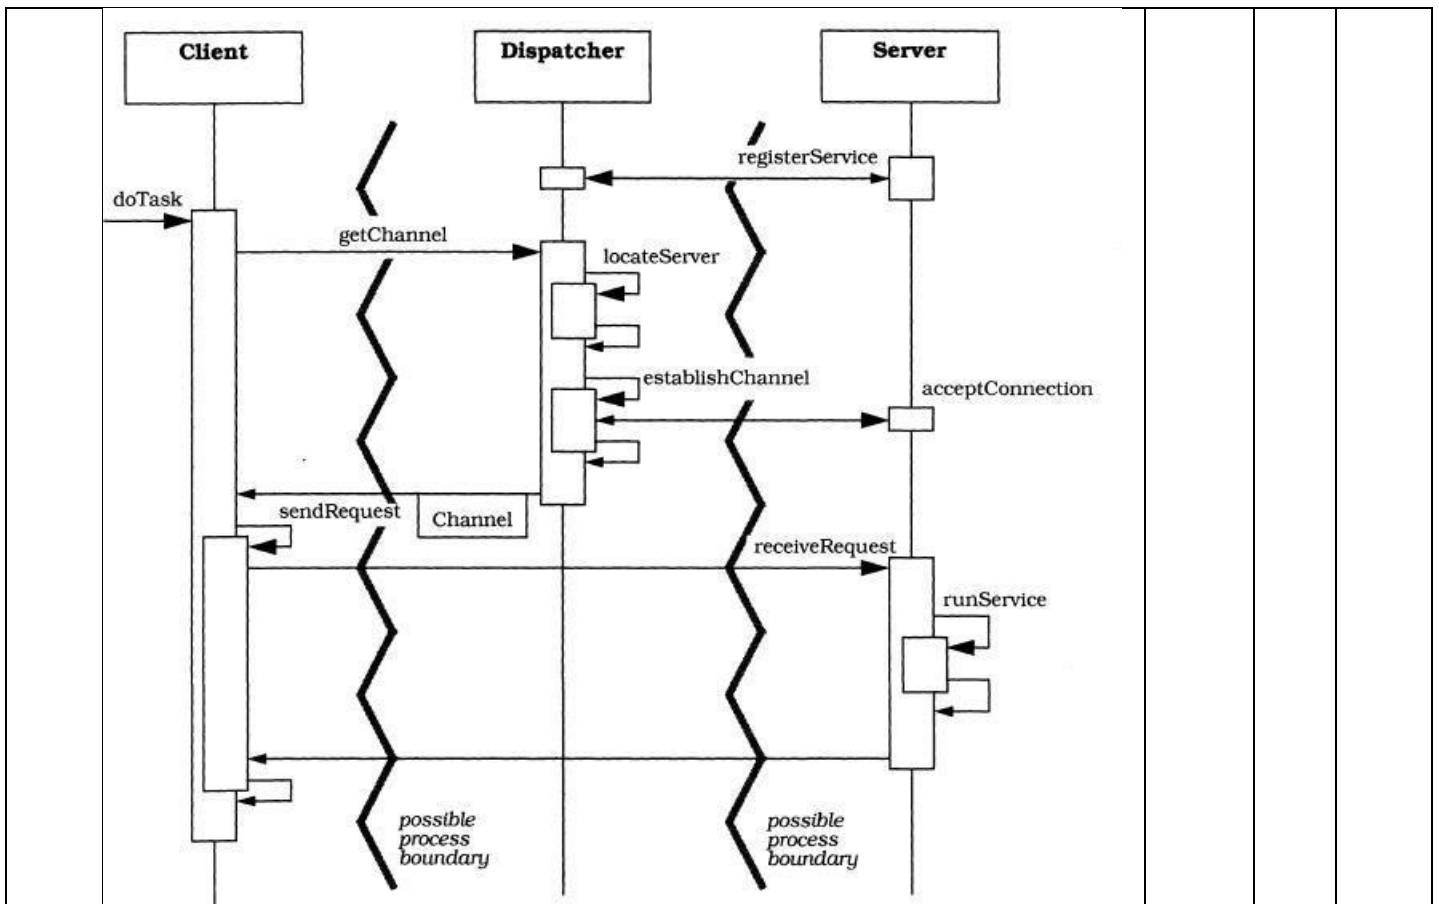 Client
Dispatcher
Server
registerService
doTask
getChannel
locateServer
establishChannel
acceptConnection
sendRequest
Channel
receiveRequest
runService
possible
process
boundary
possible
process
boundary